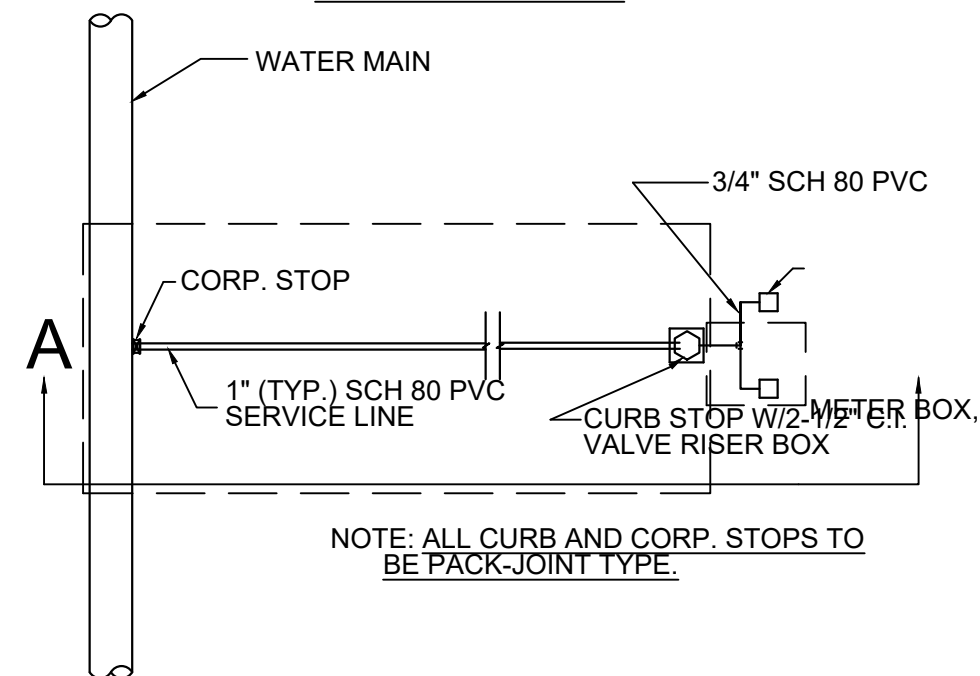 WATER MAIN
3/4" SCH 80 PVC
CORP. STOP
A
1" (TYP.) SCH 80 PVC
SERVICE LINE
CURB STOP W/2-1/2" C.I.
VALVE RISER BOX
METER BOX,
NOTE: ALL CURB AND CORP. STOPS TO
BE PACK-JOINT TYPE.